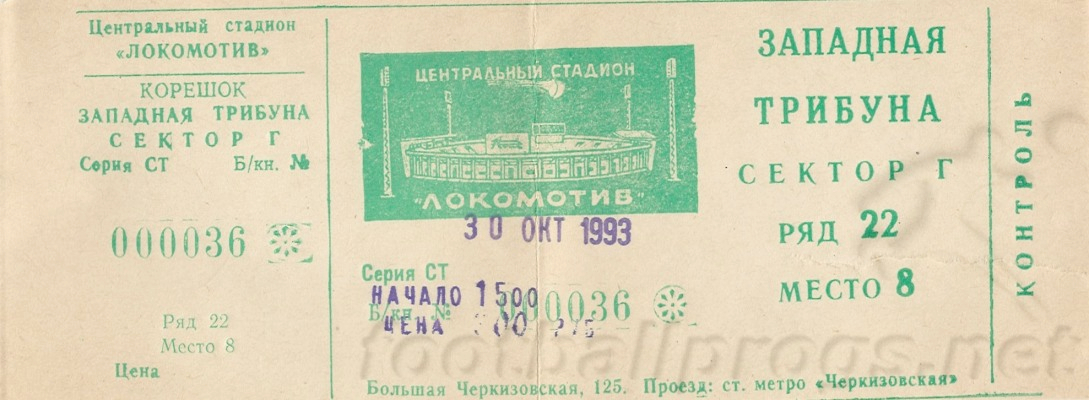 Центральный стадион
«ЛОКОМОТИВ»
КОРЕШОК
ЗАПАДНАЯ ТРИБУНА
СЕКТОР Г
Серия СТ Б/кн. №
000036
Ряд 22
Место 8
Цена
ЦЕНТРАЛЬНЫЙ СТАДИОН
"ЛОКОМОТИВ"
30 ОКТ 1993
Серия СТ
НАЧАЛО 1500
Б/кн. № 000036
ЦЕНА РУБ
Большая Черкизовская, 125. Проезд: ст. метро «Черкизовская»
ЗАПАДНАЯ
ТРИБУНА
СЕКТОР Г
РЯД 22
МЕСТО 8
КОНТРОЛЬ
footballprogs.net